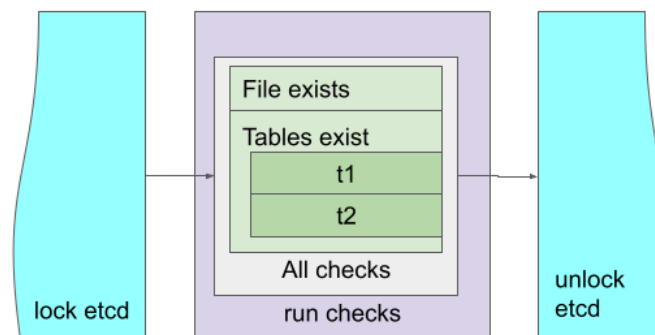 File exists
Tables exist
t1
t2
All checks
run checks
lock etcd
unlock
etcd